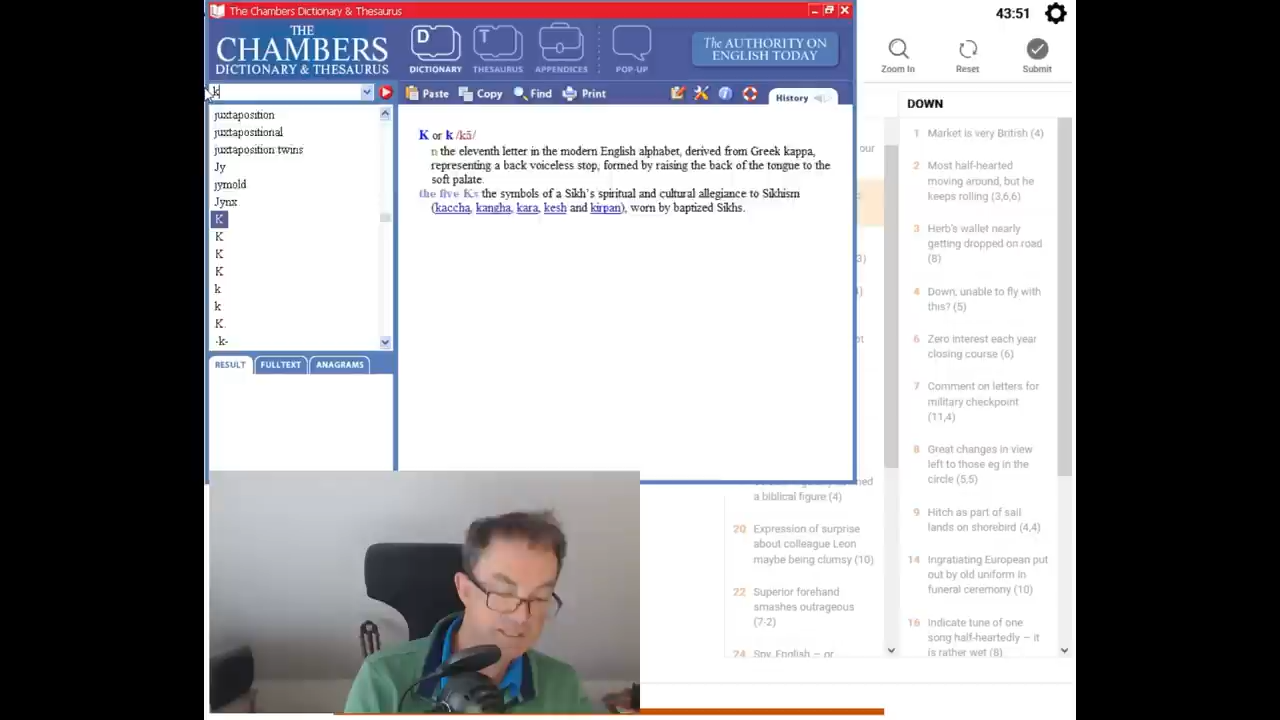 The Chambers Dictionary & Thesaurus
THE
CHAMBERS
DICTIONARY & THESAURUS
D
DICTIONARY
T
THESAURUS
APPENDICES
POP-UP
The AUTHORITY ON
ENGLISH TODAY
k
Paste
Copy
Find
Print
History
juxtaposition
juxtapositional
juxtaposition twins
Jy
jymold
Jynx
K
K
K
K
k
k
K.
-k-
RESULT
FULLTEXT
ANAGRAMS
K or k /kā/
n the eleventh letter in the modern English alphabet, derived from Greek kappa,
representing a back voiceless stop, formed by raising the back of the tongue to the
soft palate.
the five Ks the symbols of a Sikh's spiritual and cultural allegiance to Sikhism
(kaccha, kangha, kara, kesh and kirpan), worn by baptized Sikhs.
43:51
Zoom In
Reset
Submit
our
3)
a biblical figure (4)
20 Expression of surprise
about colleague Leon
maybe being clumsy (10)
22 Superior forehand
smashes outrageous
(7-2)
24 Spy, English – or
DOWN
1 Market is very British (4)
2 Most half-hearted
moving around, but he
keeps rolling (3,6,6)
3 Herb's wallet nearly
getting dropped on road
(8)
4 Down, unable to fly with
this? (5)
6 Zero interest each year
closing course (6)
7 Comment on letters for
military checkpoint
(11,4)
8 Great changes in view
left to those eg in the
circle (5,5)
9 Hitch as part of sail
lands on shorebird (4,4)
14 Ingratiating European put
out by old uniform in
funeral ceremony (10)
16 Indicate tune of one
song half-heartedly – it
is rather wet (8)